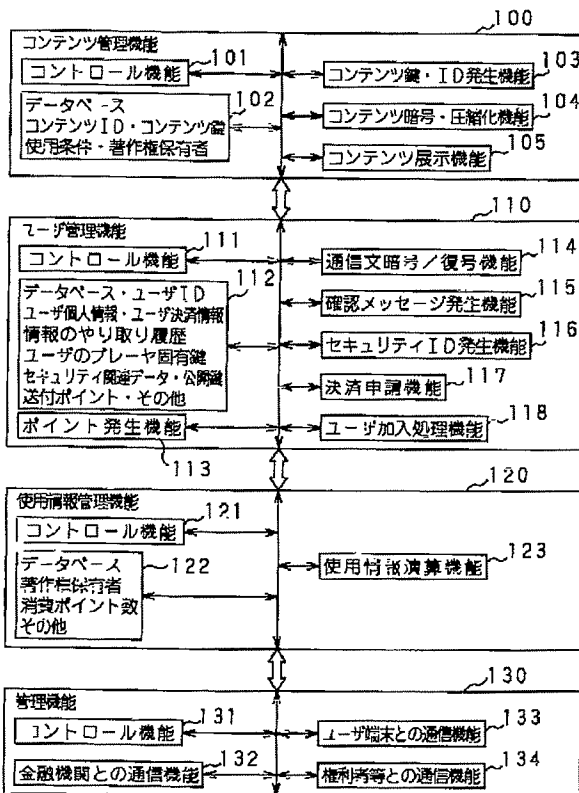 100
コンテンツ管理機能
101
コントロール機能
103
コンテンツ鍵・ID発生機能
102
データベース
コンテンツID・コンテンツ鍵
使用条件・著作権保有者
104
コンテンツ暗号・圧縮化機能
105
コンテンツ展示機能
110
ユーザ管理機能
111
コントロール機能
114
通信文暗号/復号機能
112
データベース・ユーザID
ユーザ個人情報・ユーザ決済情報
情報のやり取り履歴
ユーザのプレーヤ固有鍵
セキュリティ関連データ・公開鍵
送付ポイント・その他
115
確認メッセージ発生機能
116
セキュリティID発生機能
117
決済申請機能
ポイント発生機能
113
118
ユーザ加入処理機能
120
使用情報管理機能
121
コントロール機能
122
データベース
著作権保有者
消費ポイント数
その他
123
使用情報演算機能
130
管理機能
131
コントロール機能
133
ユーザ端末との通信機能
132
金融機関との通信機能
134
権利者等との通信機能